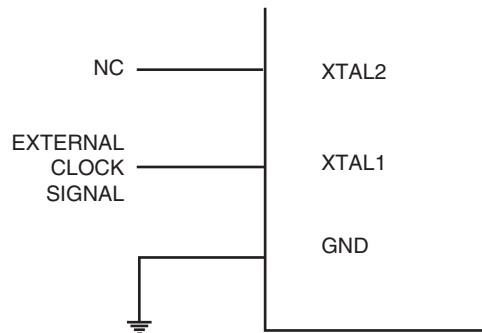 NC
XTAL2
EXTERNAL
CLOCK
SIGNAL
XTAL1
GND